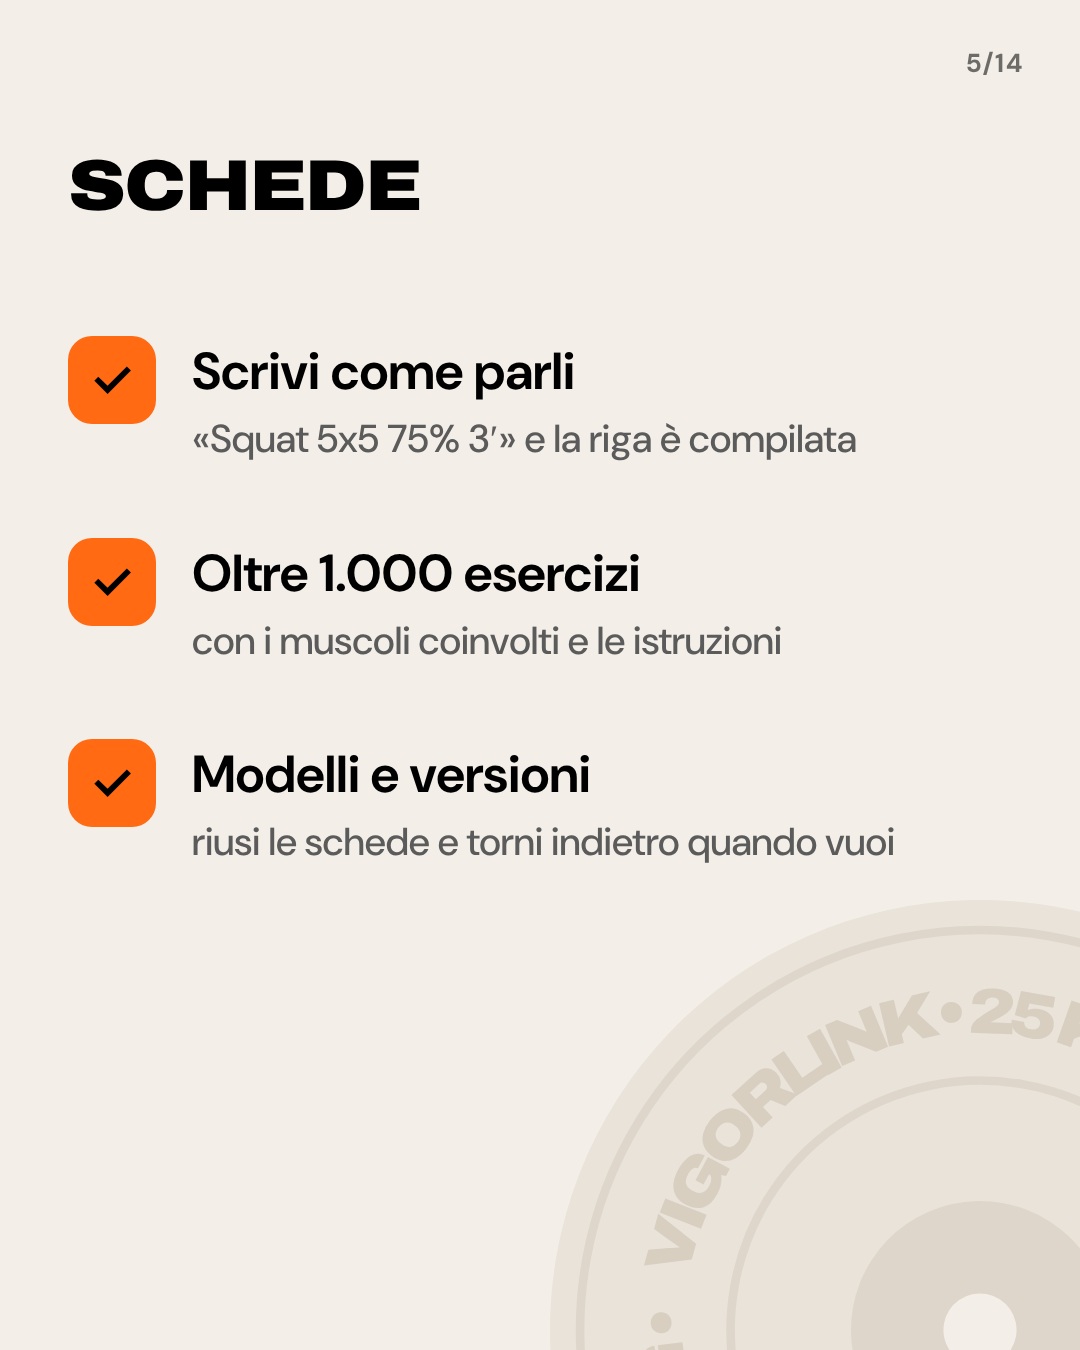 5/14
SCHEDE
Scrivi come parli
«Squat 5x5 75% 3′» e la riga è compilata
Oltre 1.000 esercizi
con i muscoli coinvolti e le istruzioni
Modelli e versioni
riusi le schede e torni indietro quando vuoi
VIGORLINK • 25